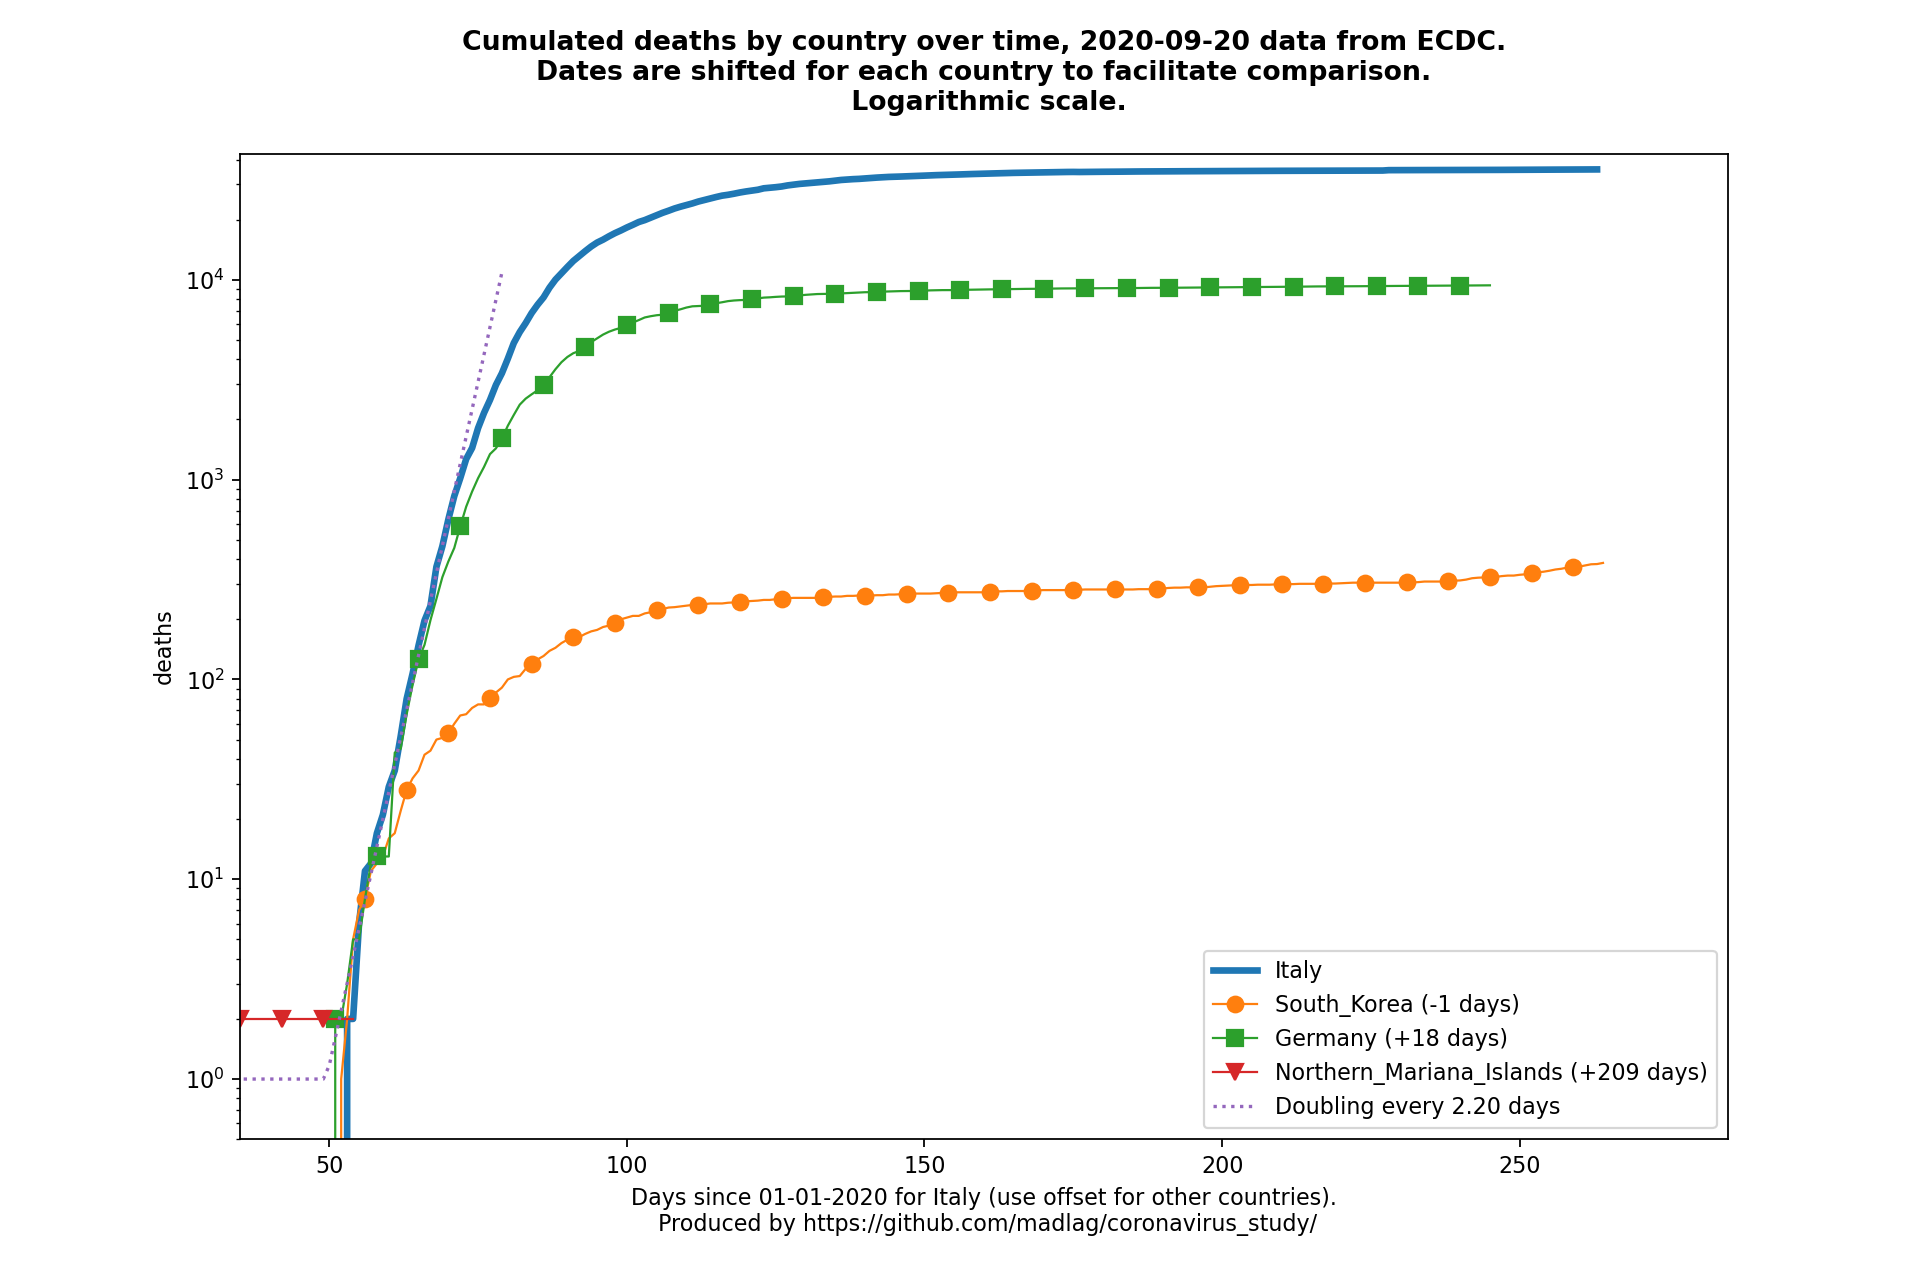 Cumulated deaths by country over time, 2020-09-20 data from ECDC.
Dates are shifted for each country to facilitate comparison.
Logarithmic scale.
10⁴
10³
10²
10¹
10⁰
deaths
Italy
South_Korea (-1 days)
Germany (+18 days)
Northern_Mariana_Islands (+209 days)
Doubling every 2.20 days
50 100 150 200 250
Days since 01-01-2020 for Italy (use offset for other countries).
Produced by https://github.com/madlag/coronavirus_study/